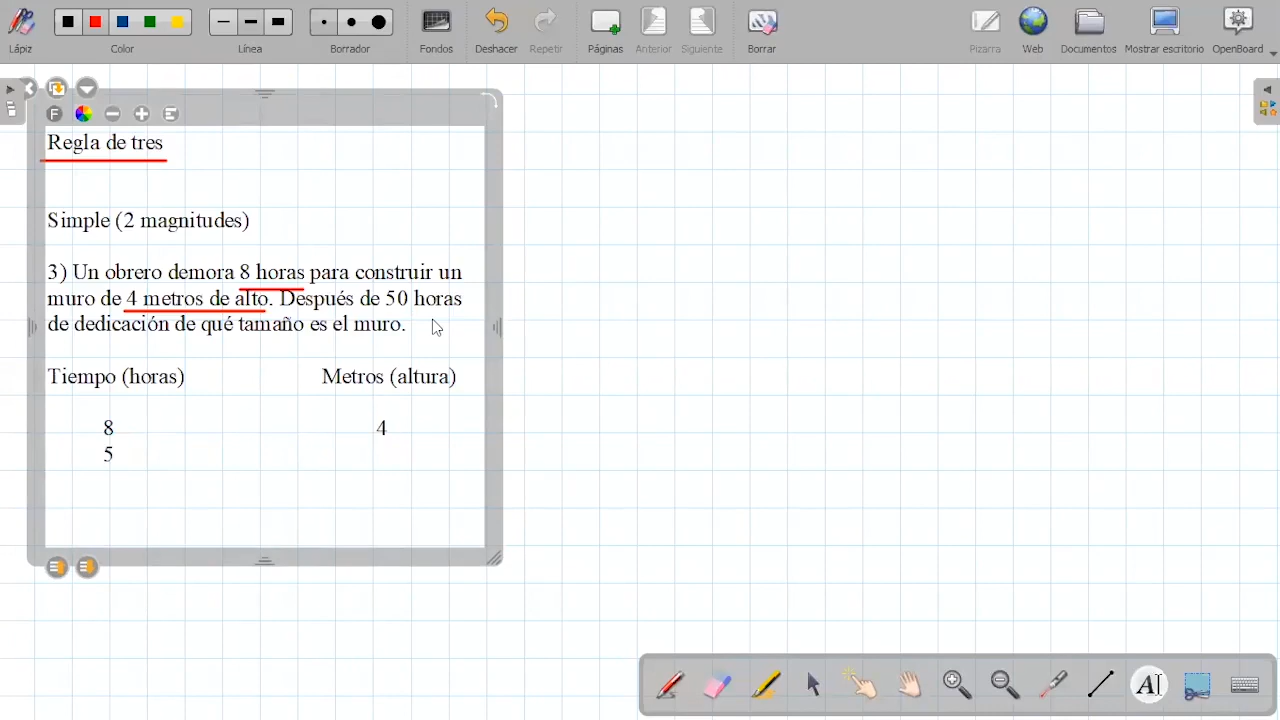 Lápiz Color Línea Borrador Fondos Deshacer Repetir Páginas Anterior Siguiente Borrar Pizarra Web Documentos Mostrar escritorio OpenBoard
F
Regla de tres
Simple (2 magnitudes)
3) Un obrero demora 8 horas para construir un
muro de 4 metros de alto. Después de 50 horas
de dedicación de qué tamaño es el muro.
Tiempo (horas) Metros (altura)
8 4
5
A